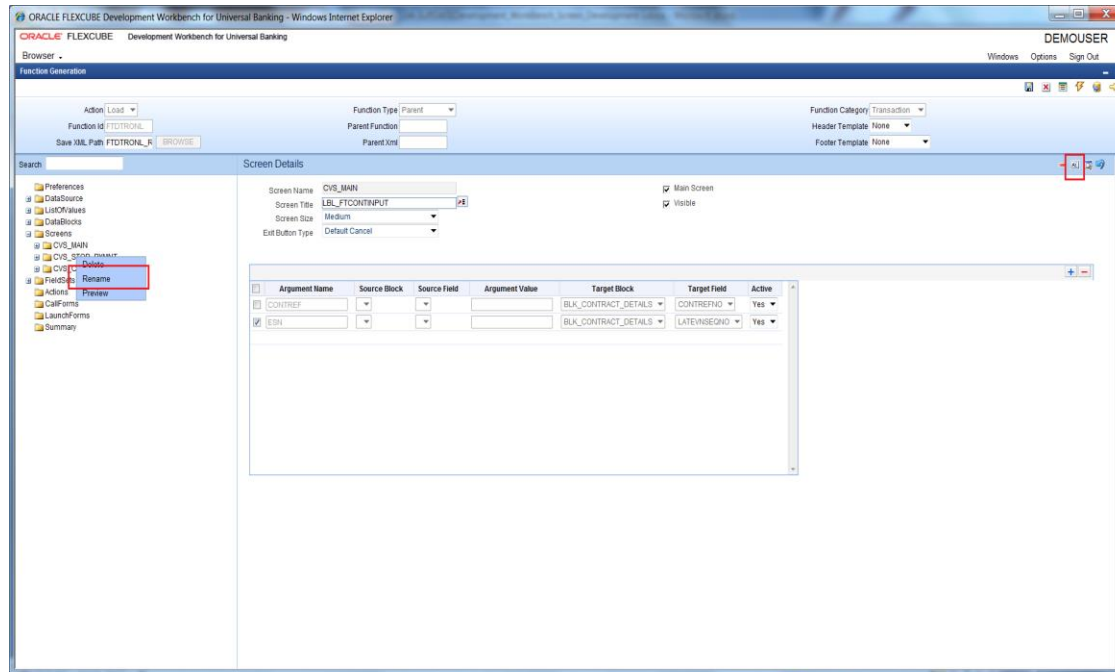 ORACLE FLEXCUBE Development Workbench for Universal Banking - Windows Internet Explorer
ORACLE FLEXCUBE Development Workbench for Universal Banking
DEMOUSER
Browser
Windows Options Sign Out
Function Generation
Action Load Function Type Parent Function Category Transaction
Function Id FTDTRONL Parent Function Header Template None
Save XML Path FTDTRONL_R BROWSE Parent Xml Footer Template None
Search Screen Details
Preferences
DataSource
ListOfValues
DataBlocks
Screens
CVS_MAIN
CVS_STOP_PYMNT
Delete
FieldSets Rename
Actions Preview
CallForms
LaunchForms
Summary
Screen Name CVS_MAIN Main Screen
Screen Title LBL_FTCONTINPUT Visible
Screen Size Medium
Exit Button Type Default Cancel
Argument Name Source Block Source Field Argument Value Target Block Target Field Active
CONTREF BLK_CONTRACT_DETAILS CONTREFNO Yes
ESN BLK_CONTRACT_DETAILS LATEVNSEQNO Yes